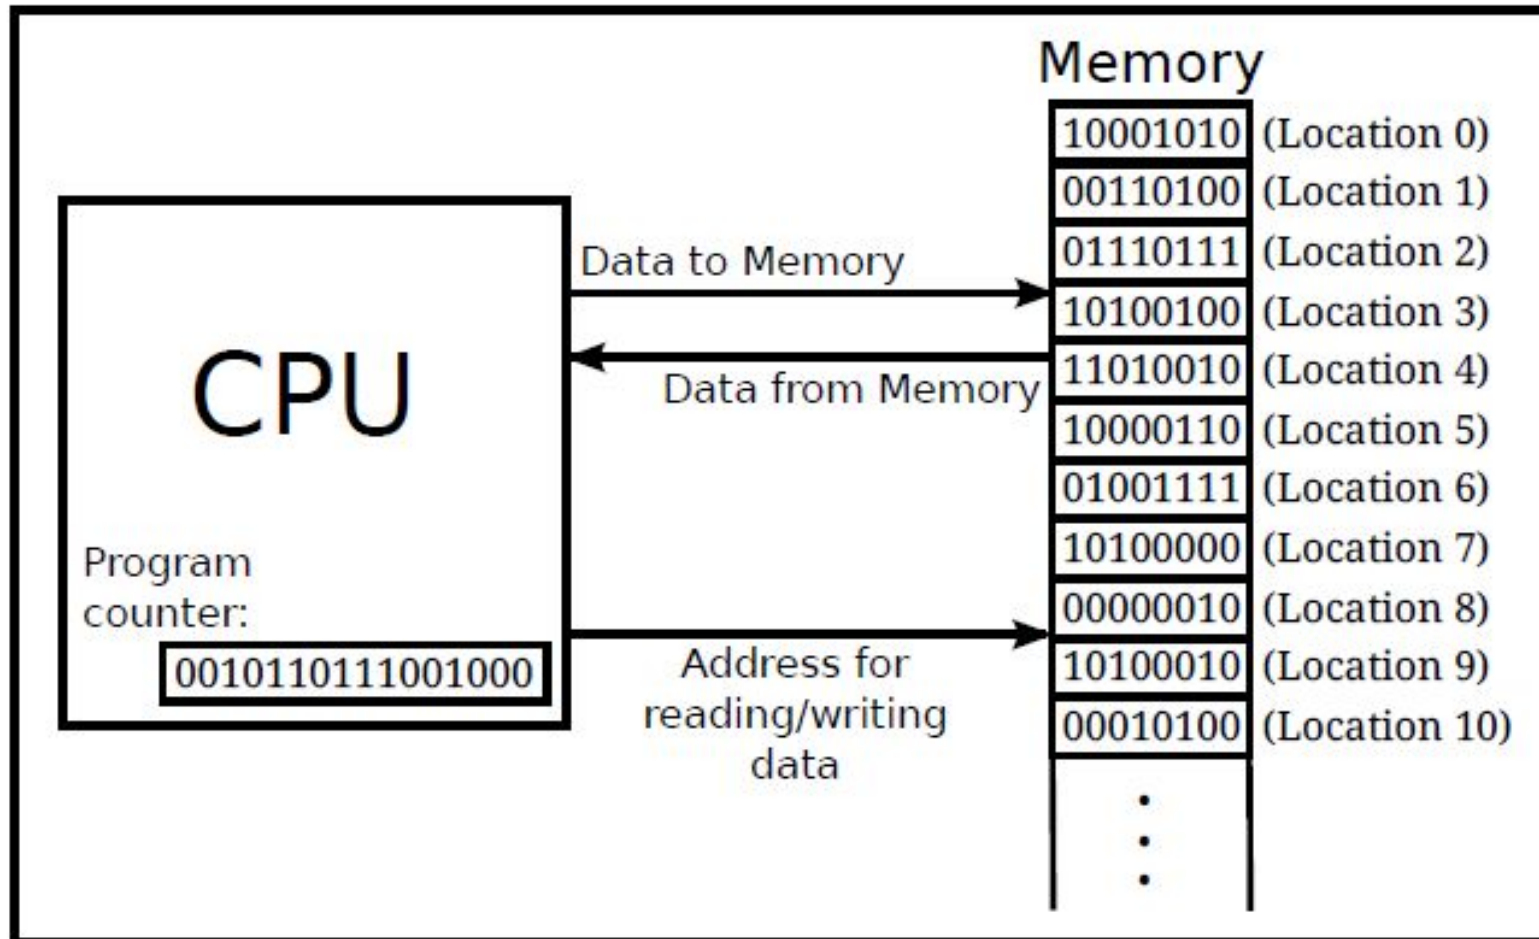 Memory
10001010 (Location 0)
00110100 (Location 1)
01110111 (Location 2)
10100100 (Location 3)
11010010 (Location 4)
10000110 (Location 5)
01001111 (Location 6)
10100000 (Location 7)
00000010 (Location 8)
10100010 (Location 9)
00010100 (Location 10)
Data to Memory
Data from Memory
CPU
Program
counter:
0010110111001000
Address for
reading/writing
data